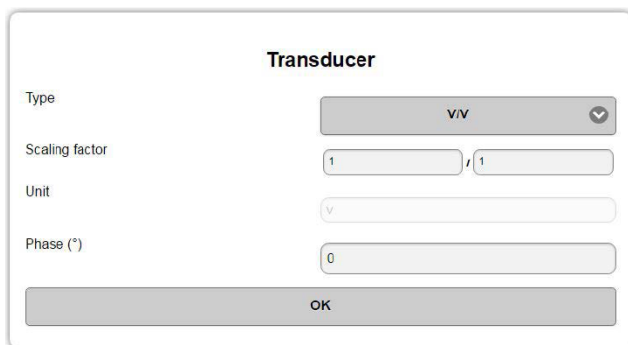 Transducer
Type
V/V
Scaling factor
1 / 1
Unit
V
Phase (°)
0
OK